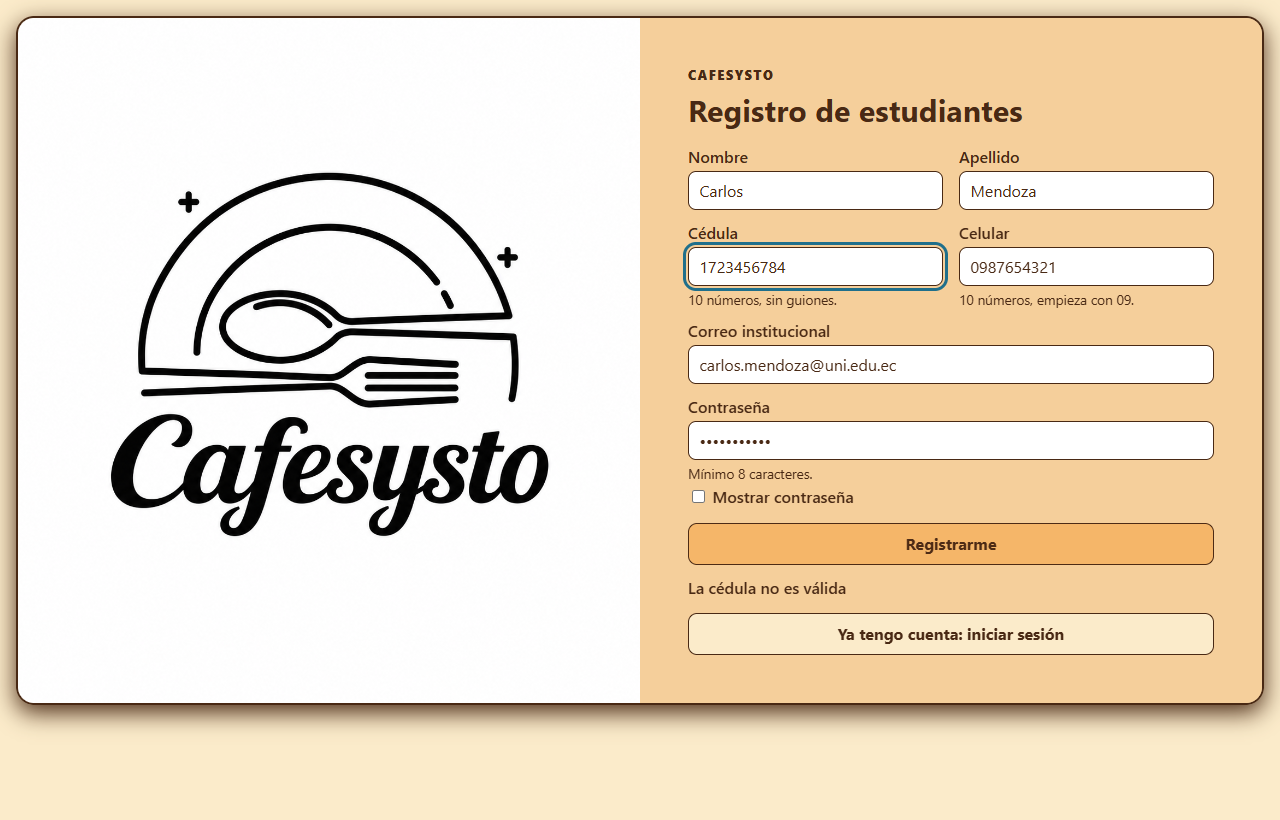 Cafesysto
CAFESYSTO
Registro de estudiantes
Nombre
Apellido
Carlos
Mendoza
Cédula
Celular
1723456784
0987654321
10 números, sin guiones.
10 números, empieza con 09.
Correo institucional
carlos.mendoza@uni.edu.ec
Contraseña
•••••••••••
Mínimo 8 caracteres.
Mostrar contraseña
Registrarme
La cédula no es válida
Ya tengo cuenta: iniciar sesión